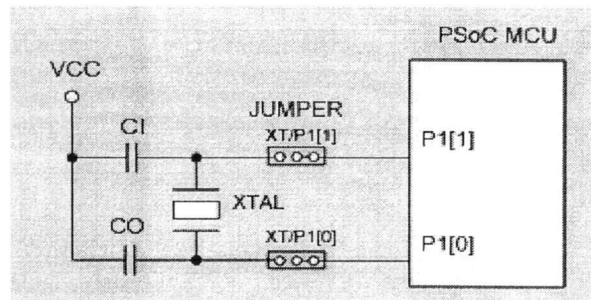 PSoC MCU
VCC
JUMPER
CI
XT/P1[1]
P1[1]
XTAL
CO
XT/P1[0]
P1[0]